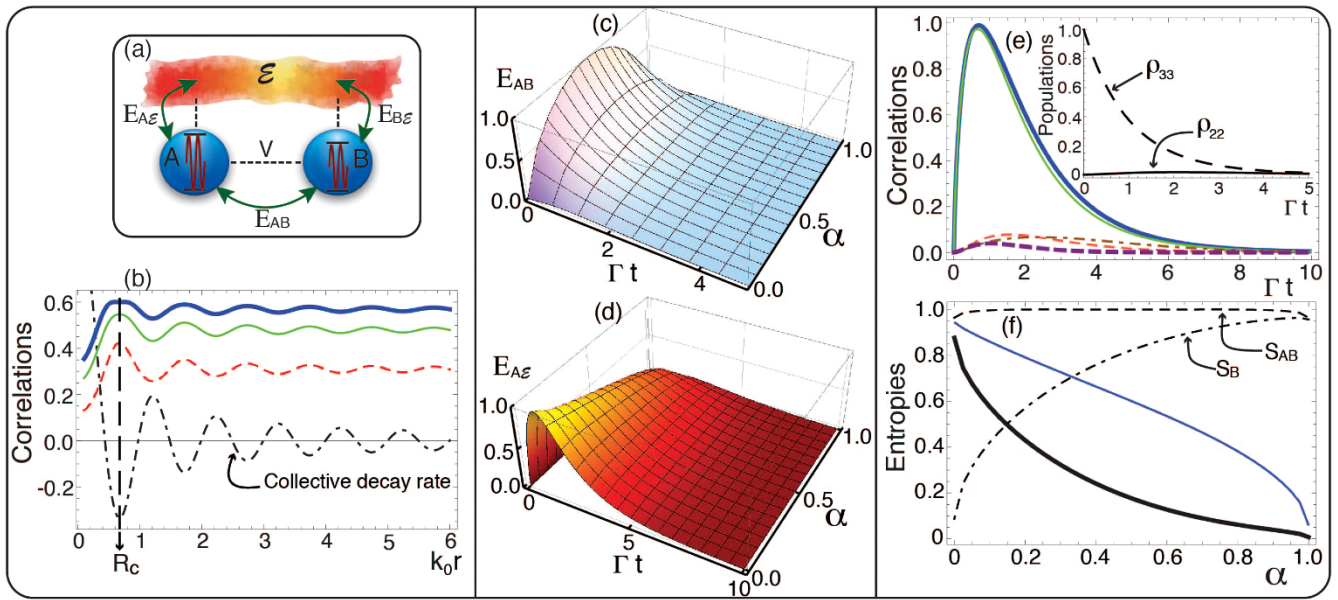 (a)
ℰ
E_Aℰ
E_Bℰ
A
V
B
E_AB
(b)
Correlations
0.6
0.4
0.2
0.0
-0.2
Collective decay rate
0 1 2 3 4 5 6
R_c
k₀r
(c)
E_AB
1.0
0.5
0.0
0
2
4
Γ t
0.0
0.5
1.0
α
(d)
E_Aℰ
1.0
0.5
0.0
0
5
10
Γ t
0.0
0.5
1.0
α
(e)
Correlations
1.0
0.8
0.6
0.4
0.2
0.0
0 2 4 6 8 10
Γ t
Populations
1.0
0.8
0.6
0.4
0.2
0
ρ₃₃
ρ₂₂
0 1 2 3 4 5
Γ t
(f)
Entropies
1.0
0.8
0.6
0.4
0.2
0
S_AB
S_B
0.0 0.2 0.4 0.6 0.8 1.0
α